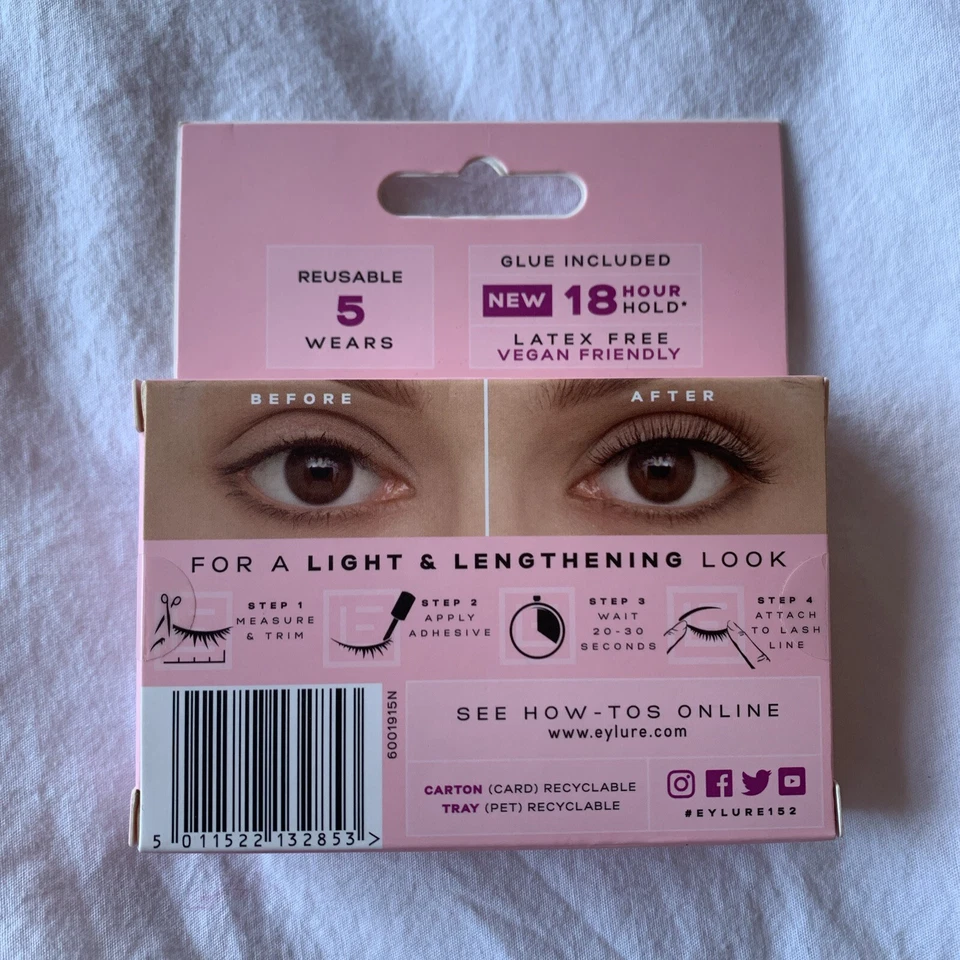 REUSABLE
5
WEARS
GLUE INCLUDED
NEW 18 HOUR HOLD*
LATEX FREE
VEGAN FRIENDLY
BEFORE
AFTER
FOR A LIGHT & LENGTHENING LOOK
STEP 1
MEASURE
& TRIM
STEP 2
APPLY
ADHESIVE
STEP 3
WAIT
20-30
SECONDS
STEP 4
ATTACH
TO LASH
LINE
6001915N
5 011522 132853 >
SEE HOW-TOS ONLINE
www.eylure.com
CARTON (CARD) RECYCLABLE
TRAY (PET) RECYCLABLE
#EYLURE152